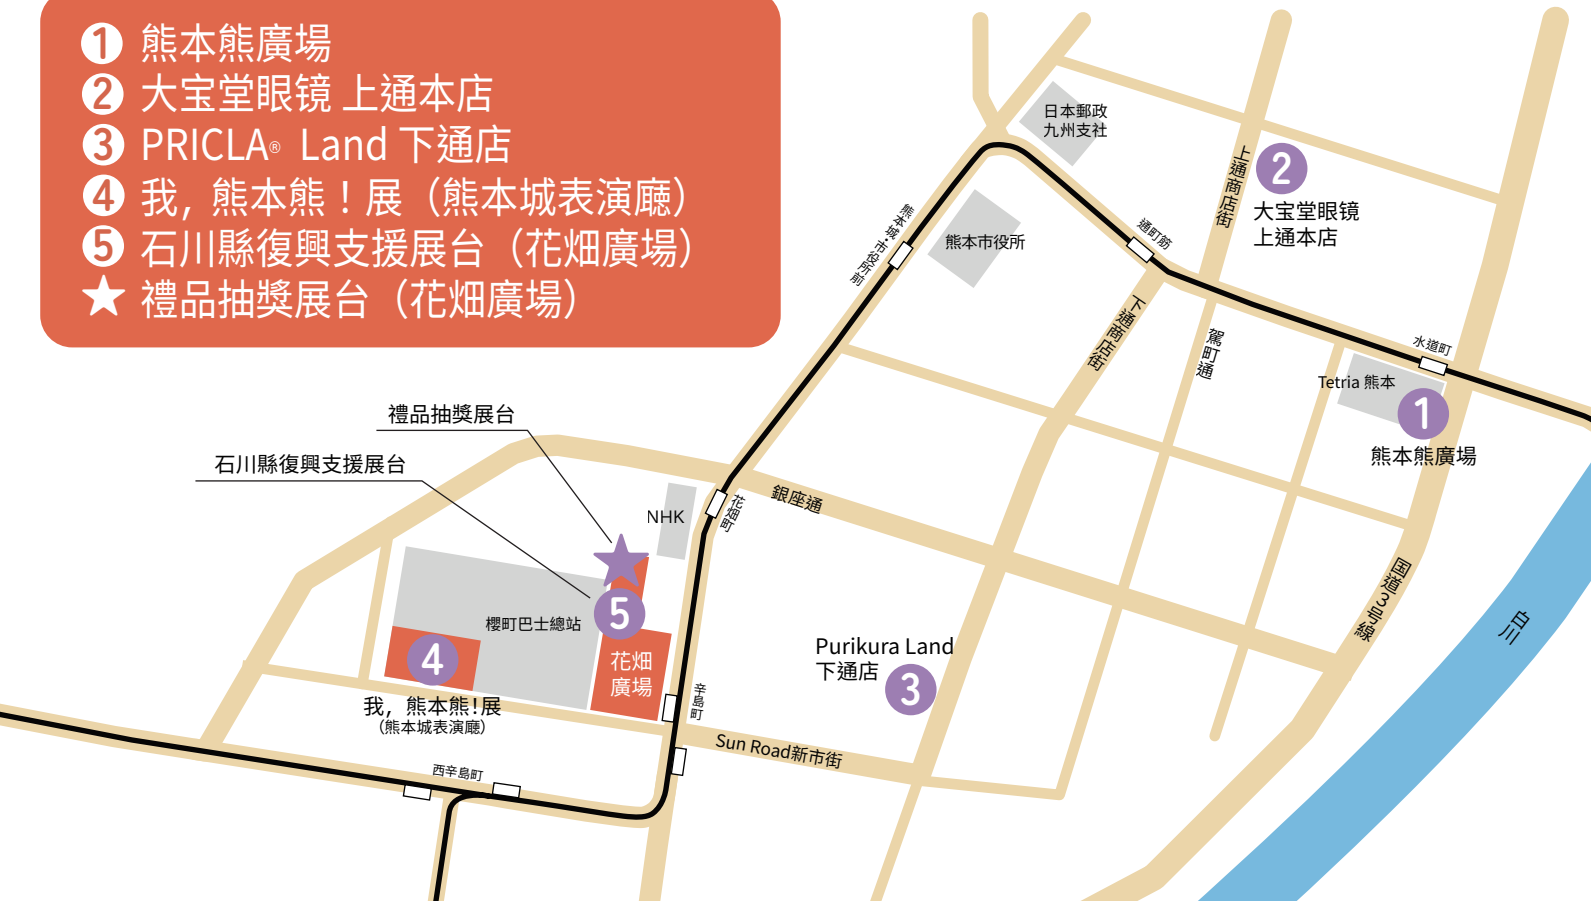 1 熊本熊廣場
2 大宝堂眼镜 上通本店
3 PRICLA® Land 下通店
4 我，熊本熊！展（熊本城表演廳）
5 石川縣復興支援展台（花畑廣場）
★ 禮品抽獎展台（花畑廣場）
日本郵政
九州支社
上通商店街
2
大宝堂眼镜
上通本店
熊本城·市役所前
熊本市役所
通町筋
下通商店街
駕町通
水道町
Tetria 熊本
1
熊本熊廣場
禮品抽獎展台
石川縣復興支援展台
NHK
花畑町
銀座通
5
櫻町巴士總站
4
花畑
廣場
我，熊本熊!展
（熊本城表演廳）
辛島町
Purikura Land
下通店
3
国道3号線
白川
Sun Road新市街
西辛島町